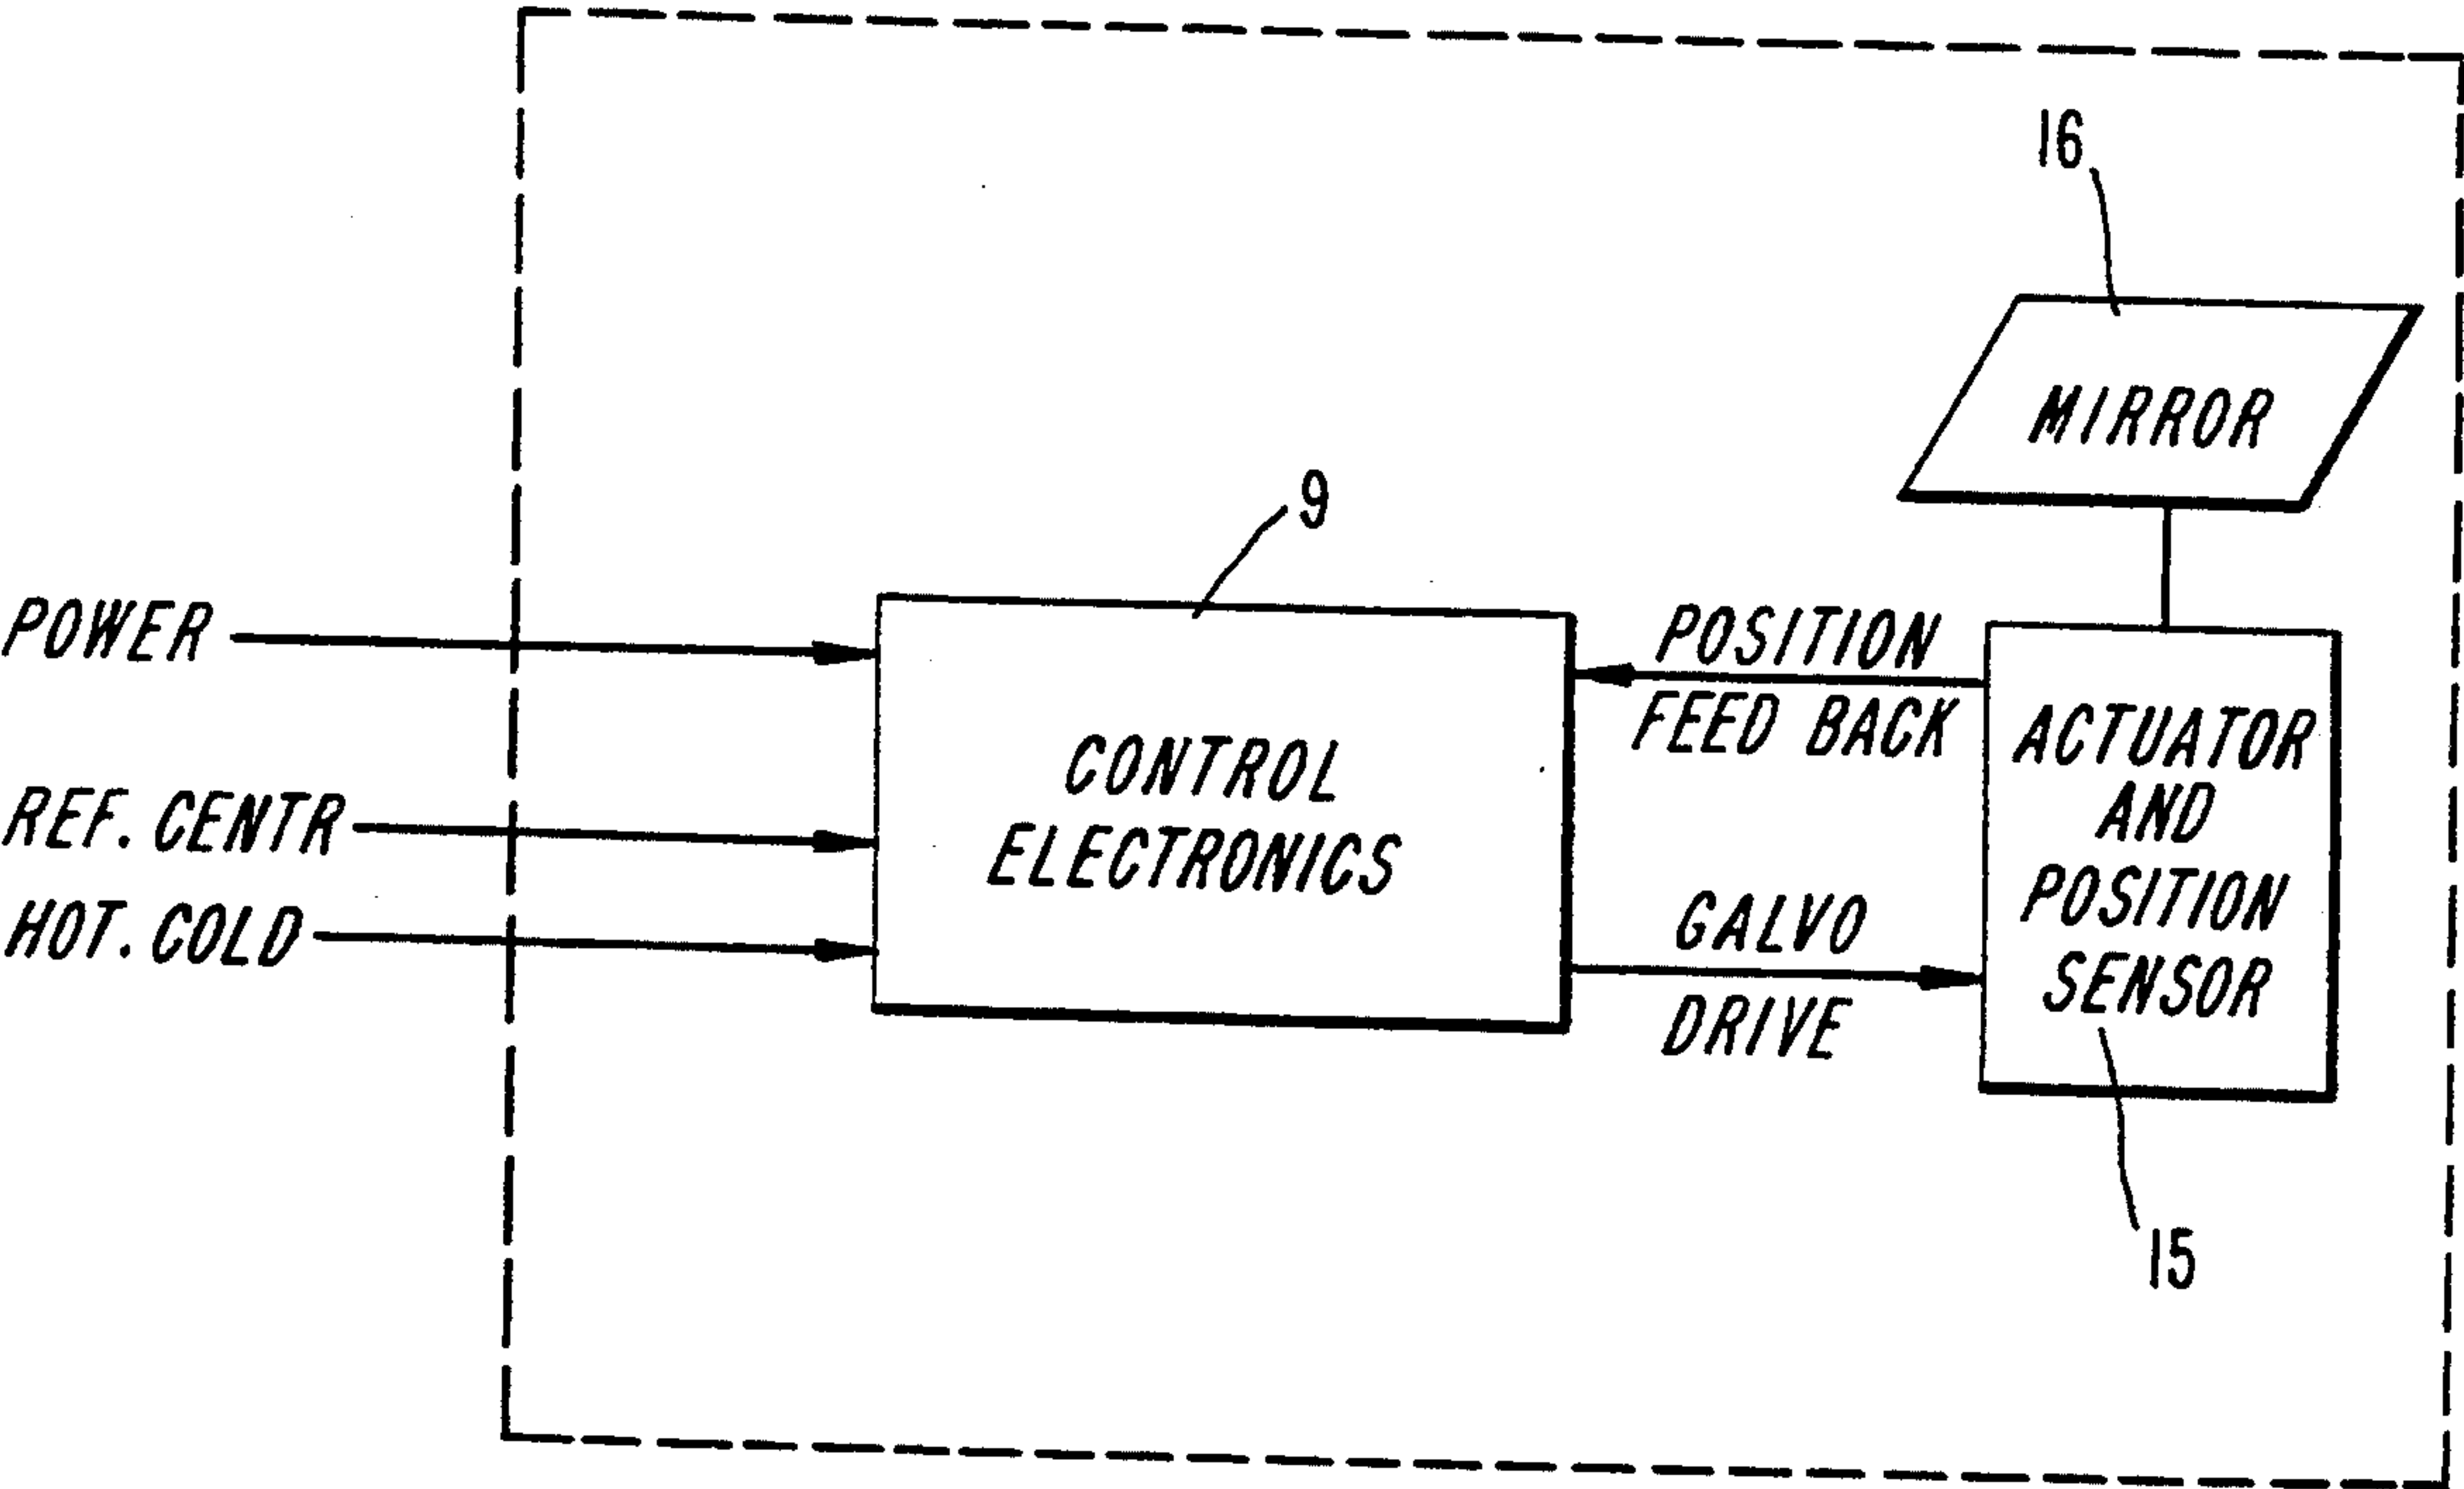 16
MIRROR
9
POWER
REF. CENTR
HOT. COLD
CONTROL
ELECTRONICS
POSITION
FEED BACK
GALVO
DRIVE
ACTUATOR
AND
POSITION
SENSOR
15